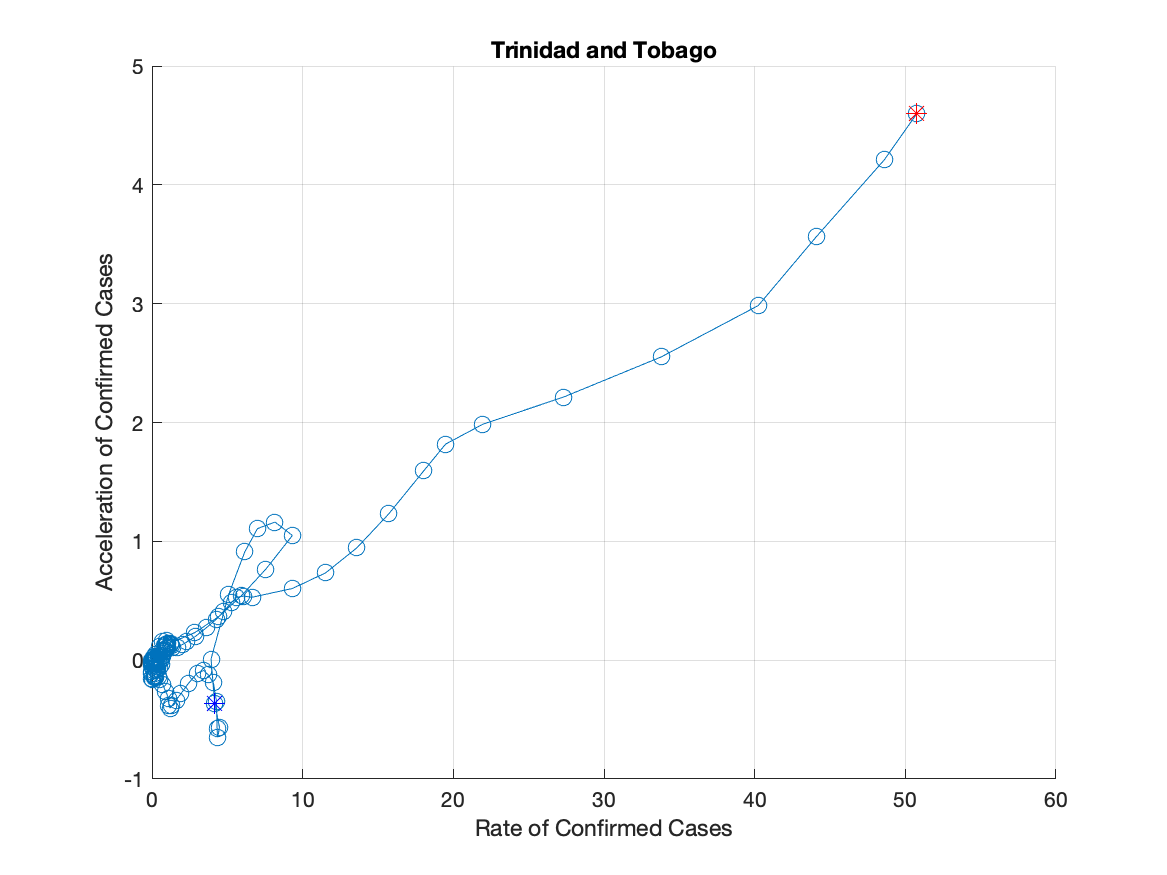 Trinidad and Tobago
5
4
3
2
1
0
-1
0 10 20 30 40 50 60
Acceleration of Confirmed Cases
Rate of Confirmed Cases